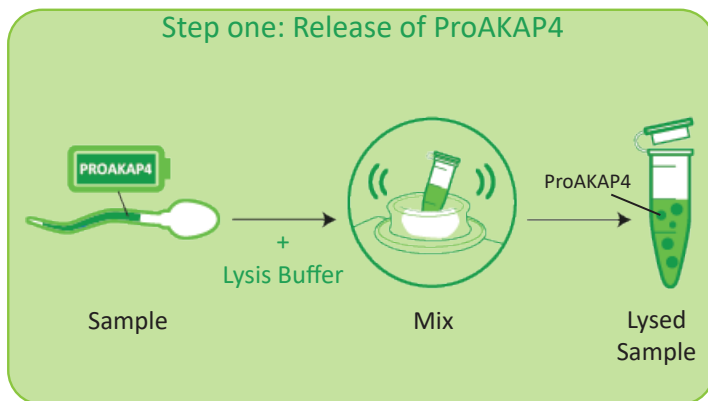 Step one: Release of ProAKAP4
PROAKAP4
ProAKAP4
+
Lysis Buffer
Sample
Mix
Lysed
Sample